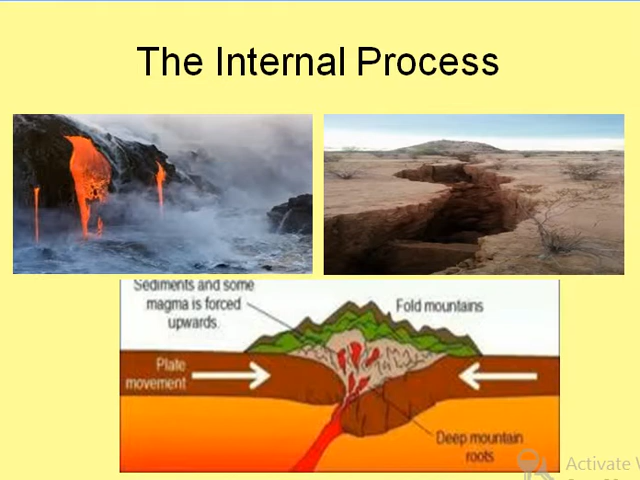 The Internal Process
Sediments and some
magma is forced
upwards.
Fold mountains
Plate
movement
Deep mountain
roots
Activate